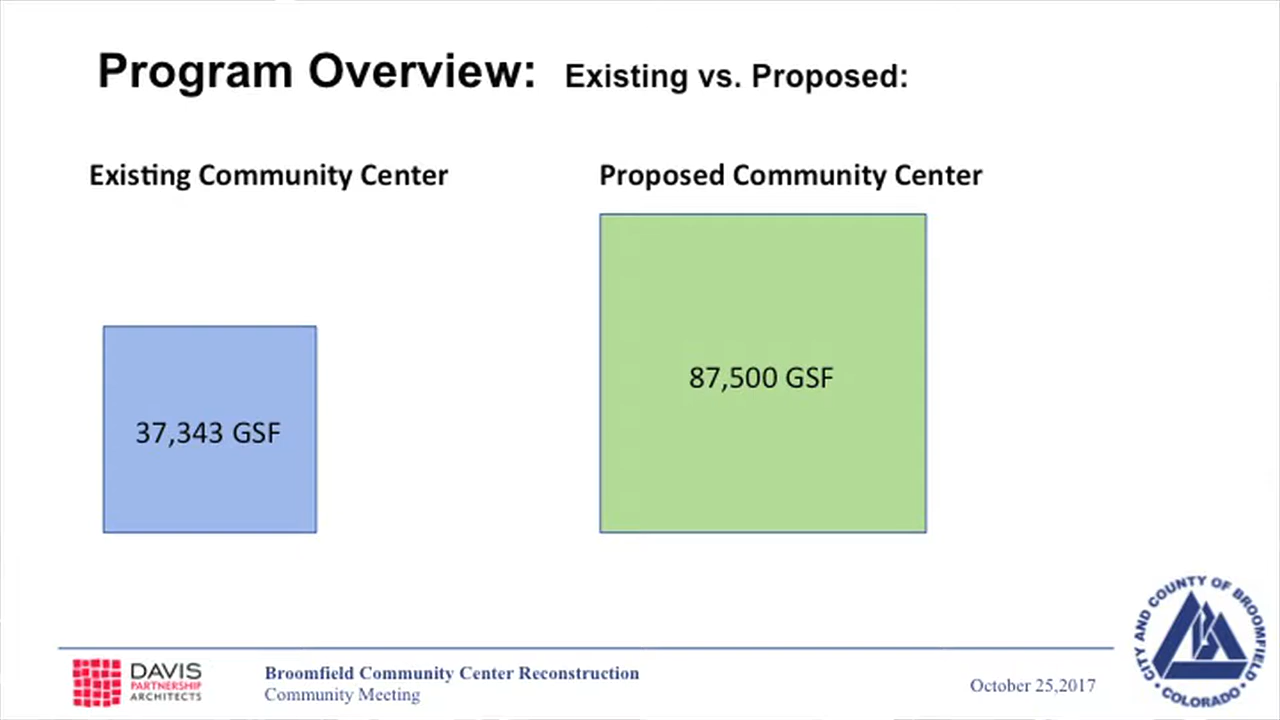 Program Overview: Existing vs. Proposed:
Existing Community Center
Proposed Community Center
37,343 GSF
87,500 GSF
DAVIS
PARTNERSHIP
ARCHITECTS
Broomfield Community Center Reconstruction
Community Meeting
October 25,2017
CITY AND COUNTY OF BROOMFIELD
• COLORADO •